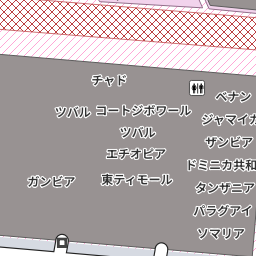 チャド
ベナン
ツバル
コートジボワール
ジャマイカ
ツバル
ザンビア
エチオピア
ドミニカ共和
ガンビア
東ティモール
タンザニア
パラグアイ
ソマリア